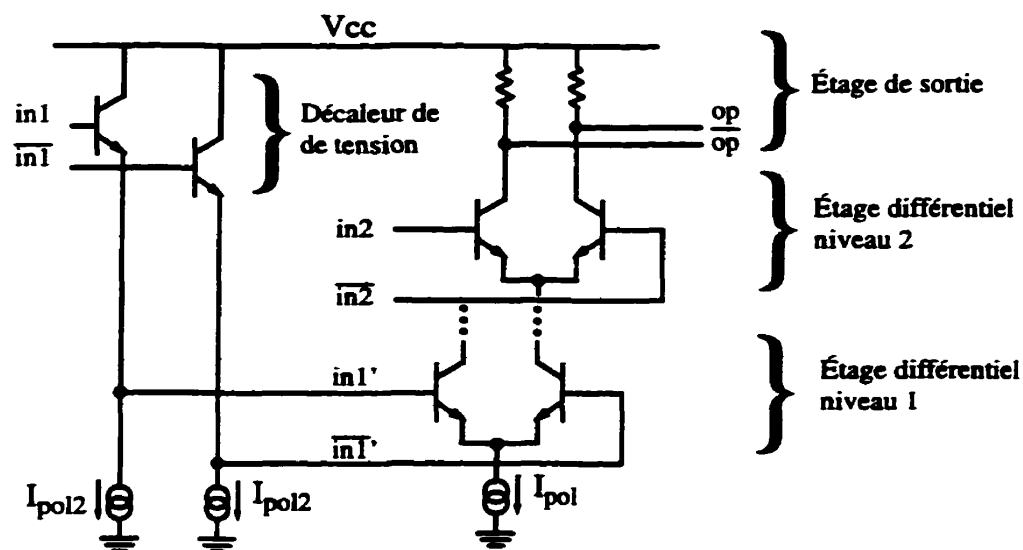 Vcc
in1
in1
Décaleur de
de tension
Étage de sortie
op
op
in2
in2
Étage différentiel
niveau 2
in1'
in1'
Étage différentiel
niveau 1
Ipol2
Ipol2
Ipol